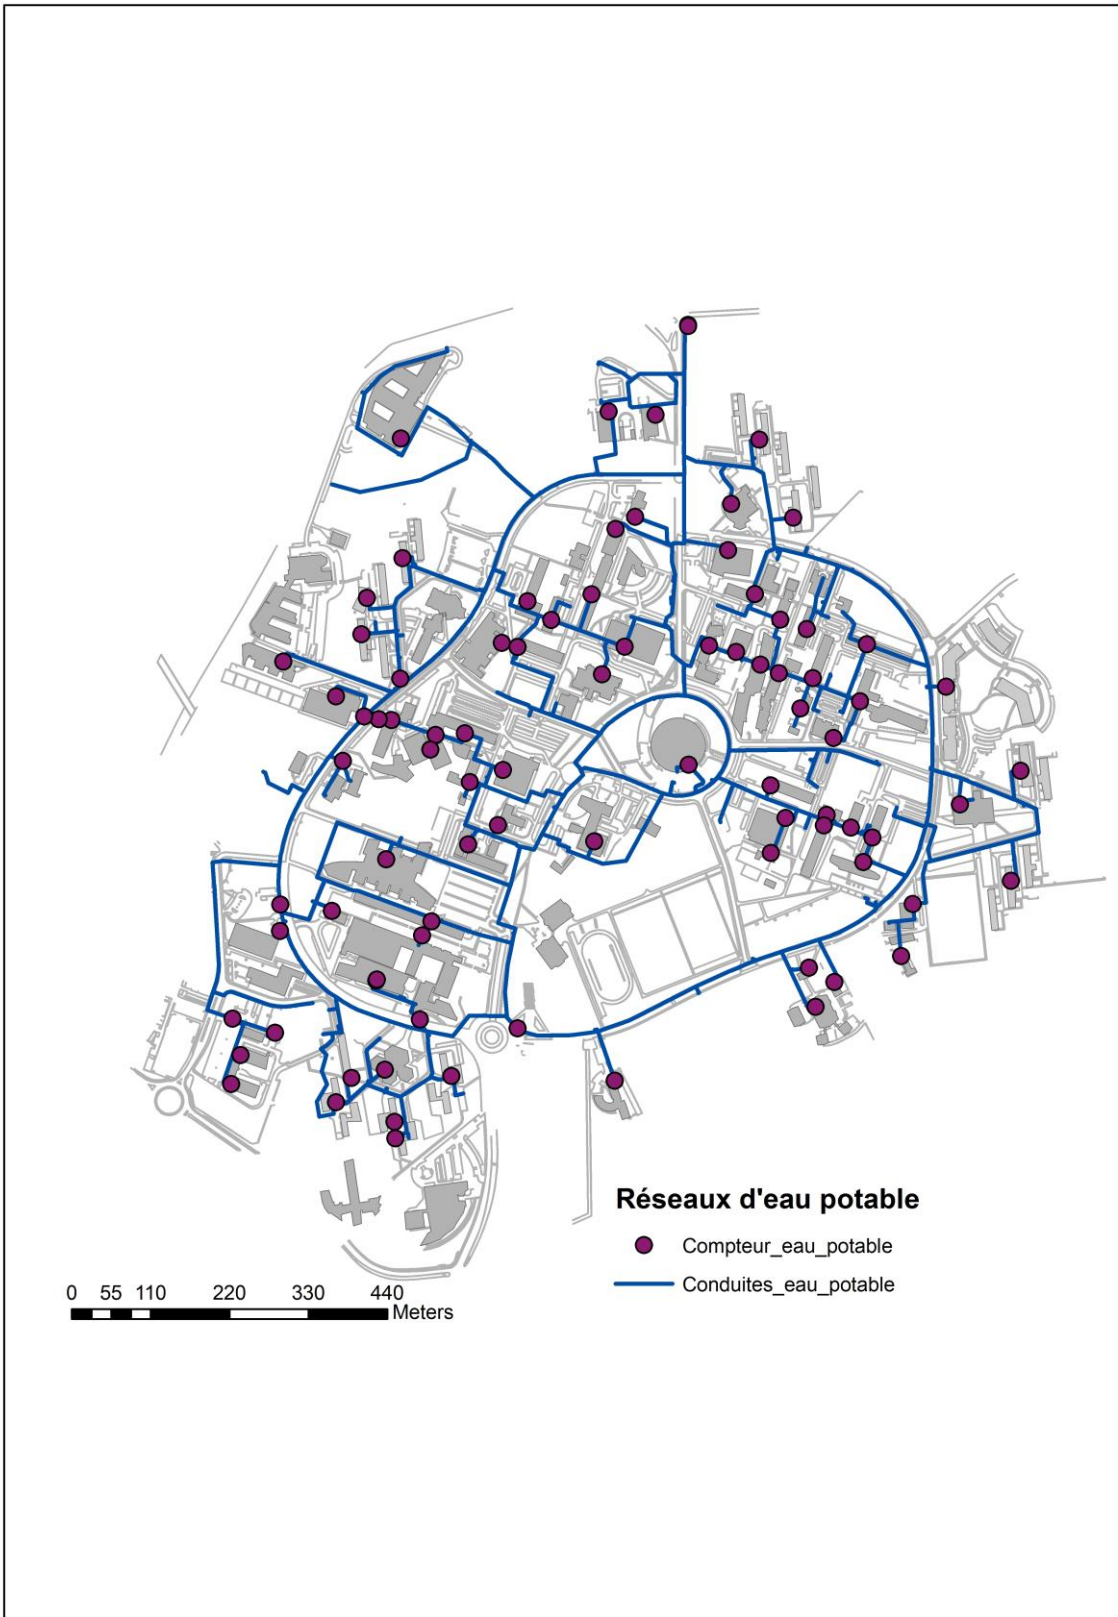 Réseaux d'eau potable
Compteur_eau_potable
Conduites_eau_potable
0 55 110 220 330 440
Meters